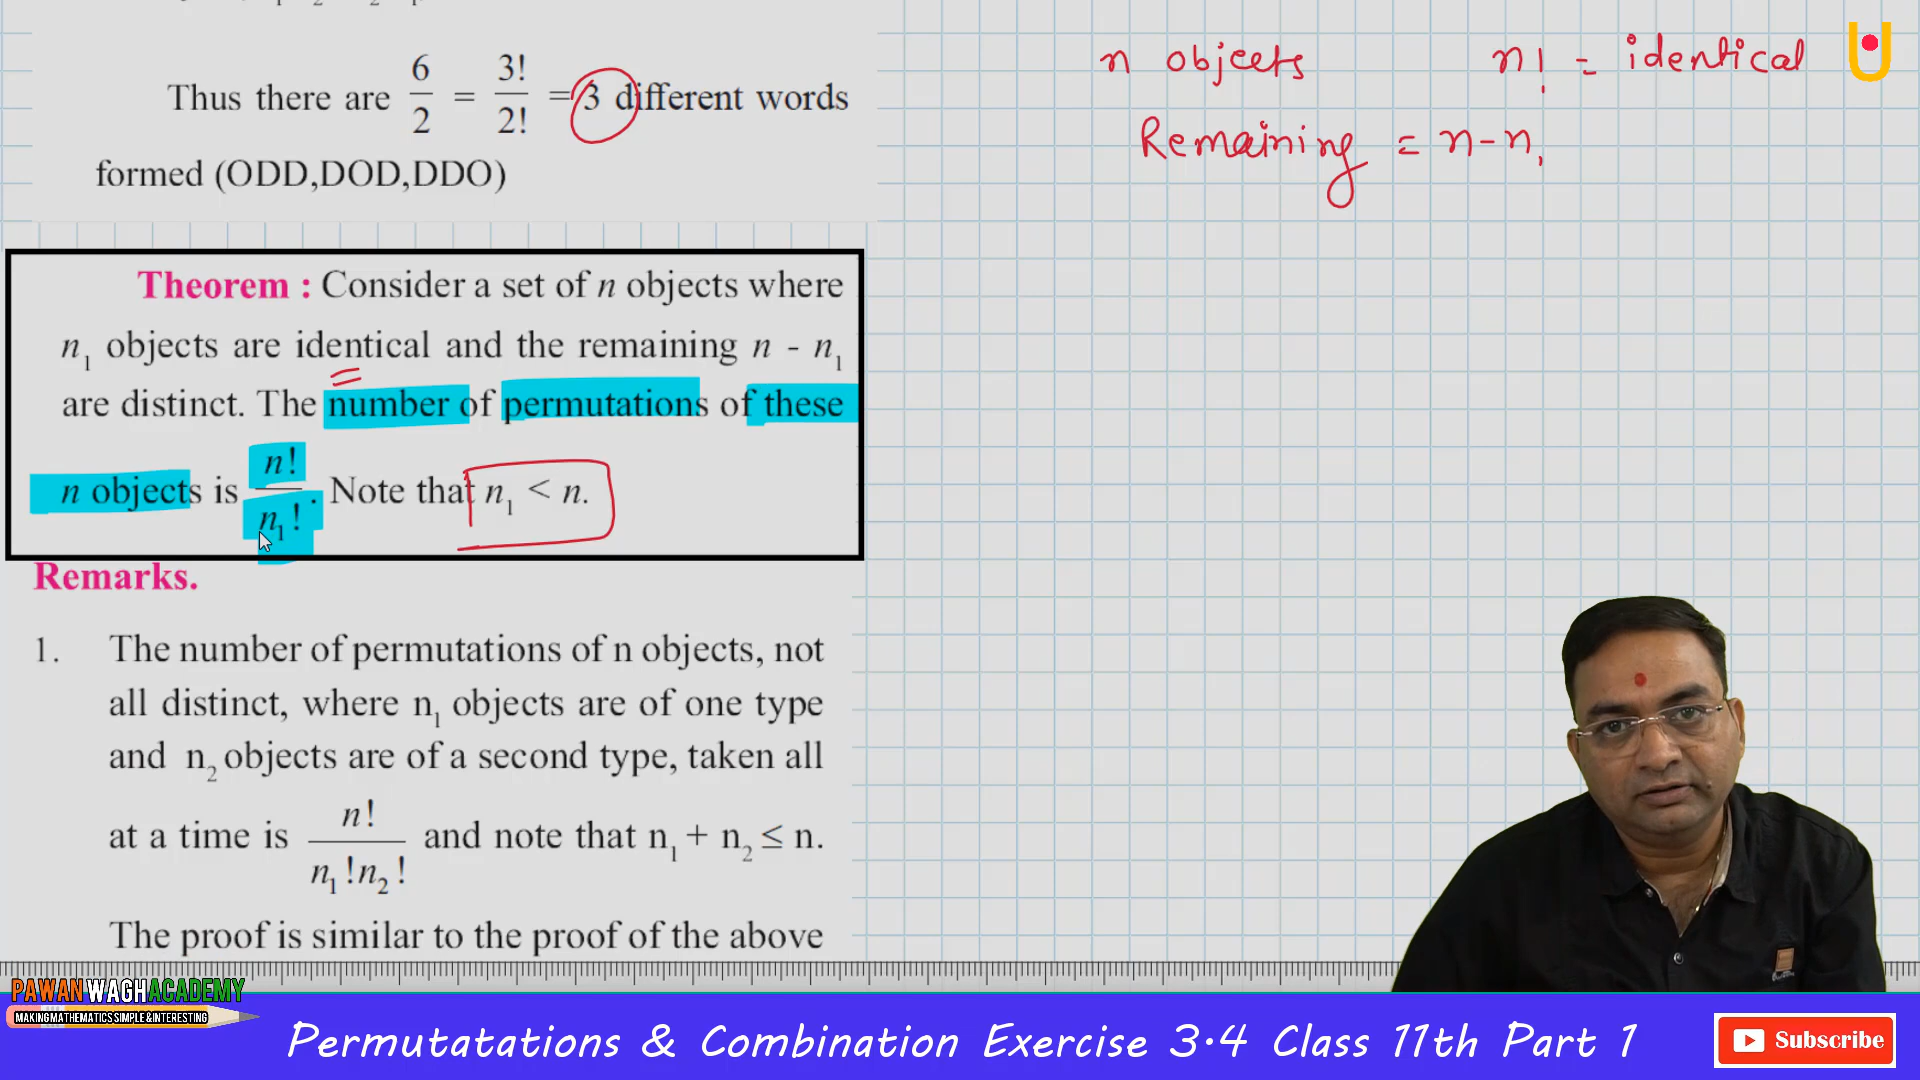 Thus there are 6/2 = 3!/2! = 3 different words
formed (ODD,DOD,DDO)
Theorem : Consider a set of n objects where
n₁ objects are identical and the remaining n - n₁
are distinct. The number of permutations of these
n objects is n!/n₁!. Note that n₁ < n.
Remarks.
1. The number of permutations of n objects, not
all distinct, where n₁ objects are of one type
and n₂ objects are of a second type, taken all
at a time is n!/n₁!n₂! and note that n₁ + n₂ ≤ n.
The proof is similar to the proof of the above
n objects n! = identical
Remaining = n-n₁
PAWAN WAGH ACADEMY
MAKING MATHEMATICS SIMPLE & INTERESTING
Permutatations & Combination Exercise 3.4 Class 11th Part 1
Subscribe